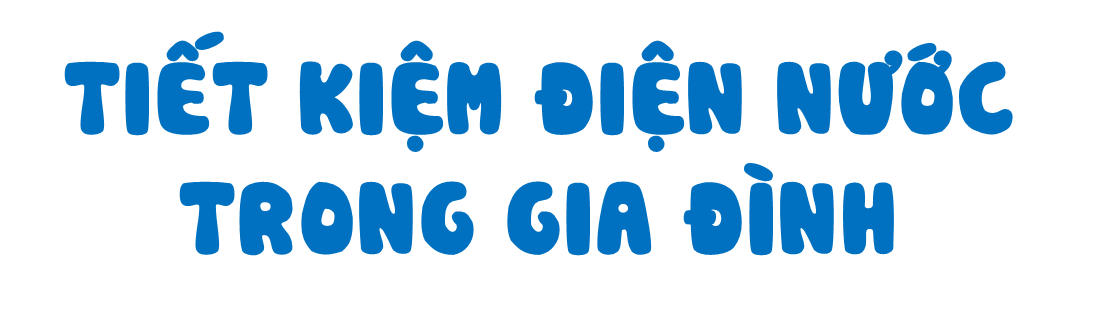 TIẾT KIỆM ĐIỆN NƯỚC
TRONG GIA ĐÌNH